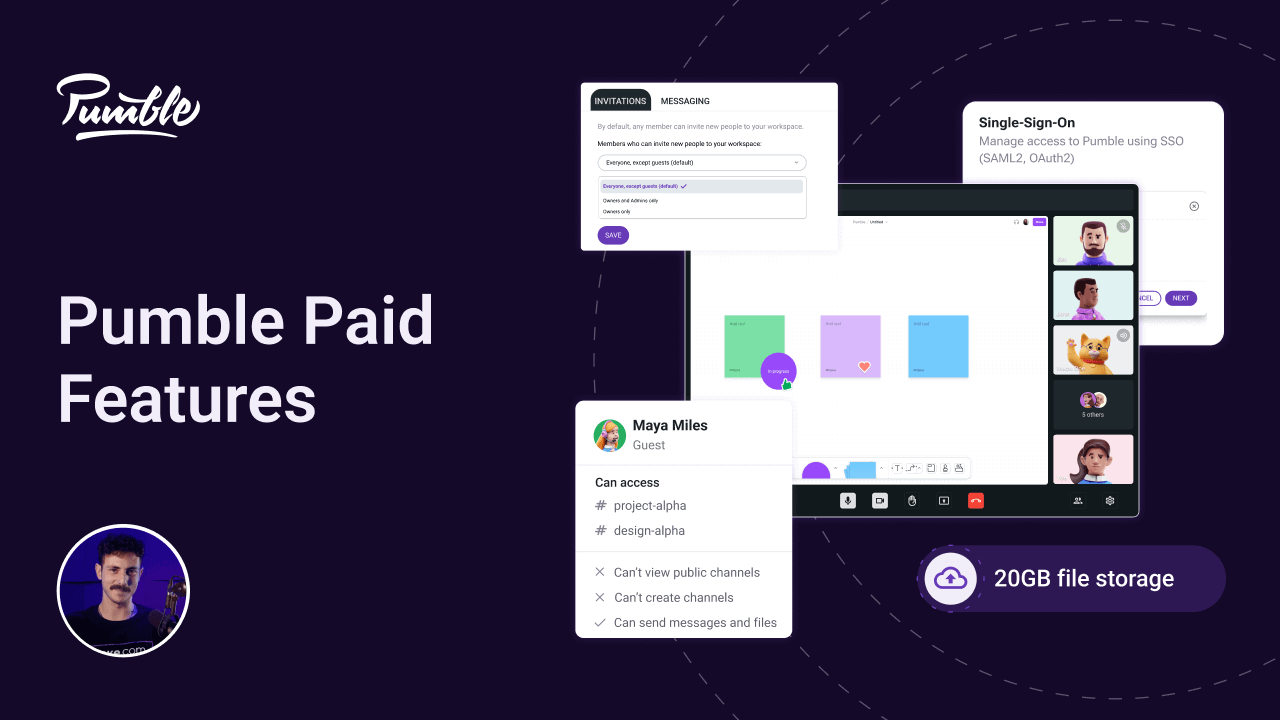 Pumble
Pumble Paid
Features
INVITATIONS MESSAGING
By default, any member can invite new people to your workspace.
Members who can invite new people to your workspace:
Everyone, except guests (default)
Everyone, except guests (default)
Owners and Admins only
Owners only
SAVE
Single-Sign-On
Manage access to Pumble using SSO
(SAML2, OAuth2)
NCEL NEXT
Untitled
In progress
5 others
Maya Miles
Guest
Can access
# project-alpha
# design-alpha
Can't view public channels
Can't create channels
Can send messages and files
20GB file storage
.com